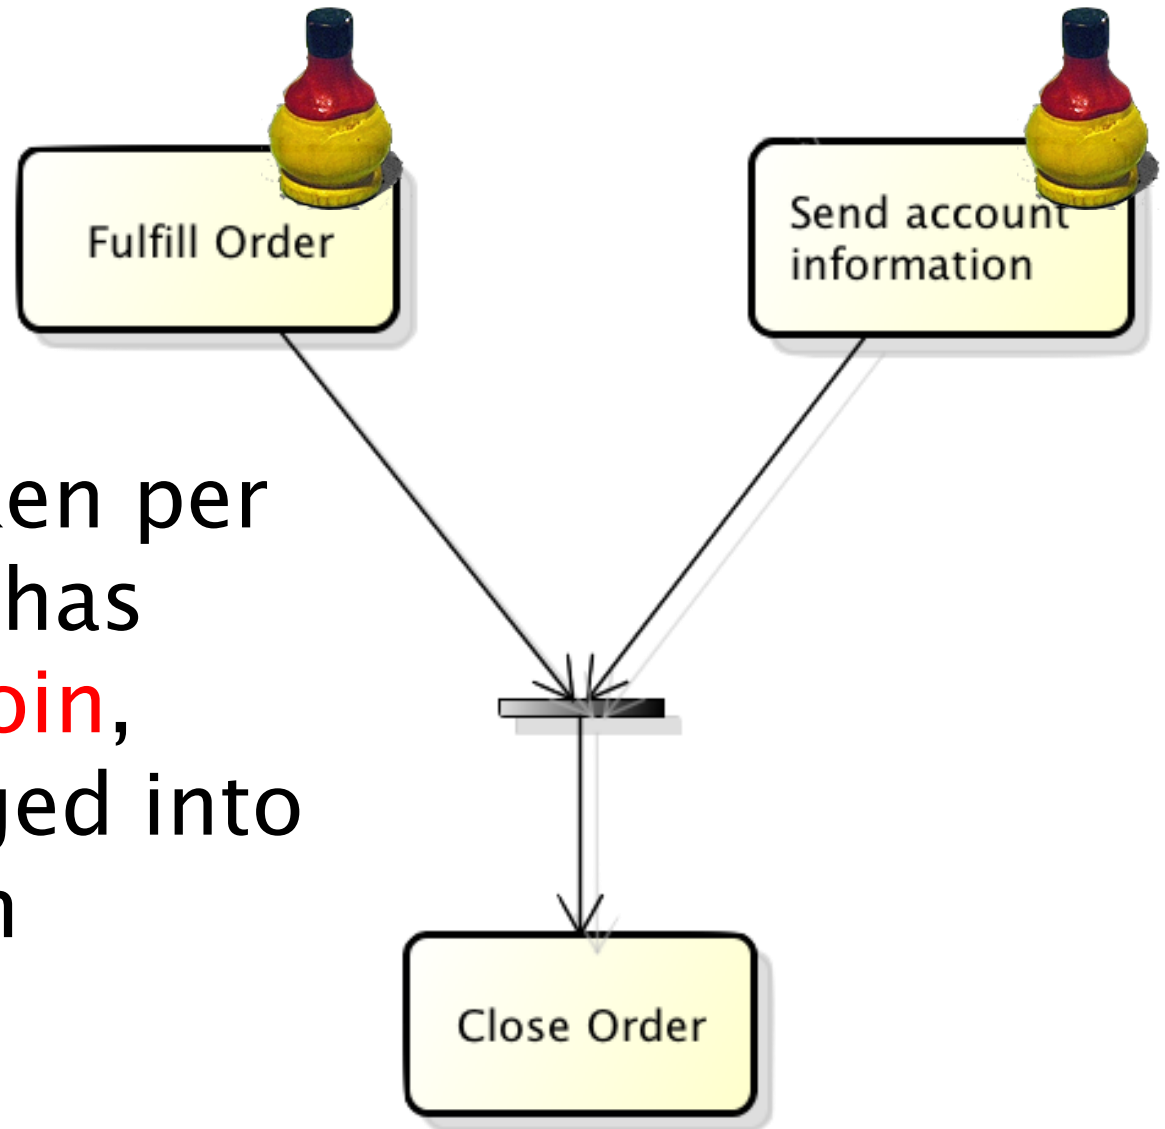 Fulfill Order
Send account
information
en per
has
oin,
ged into
Close Order